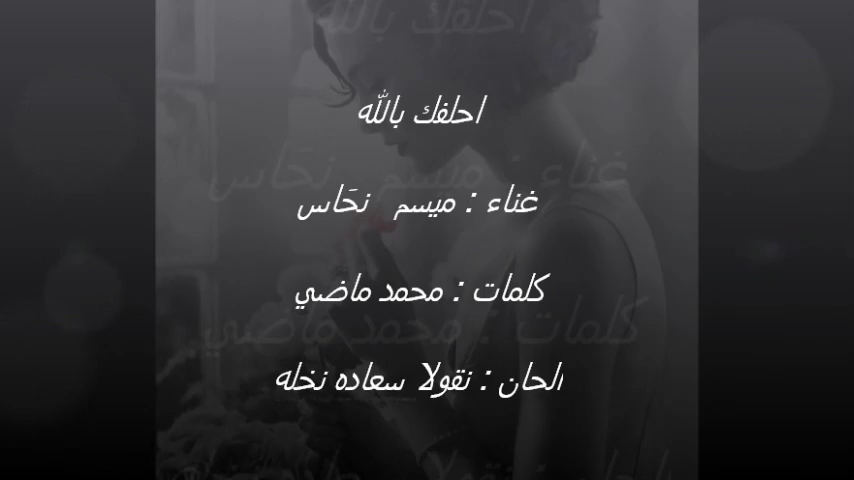 احلفك بالله
غناء : ميسم نحَاس
كلمات : محمد ماضي
الحان : نقولا سعاده نخله